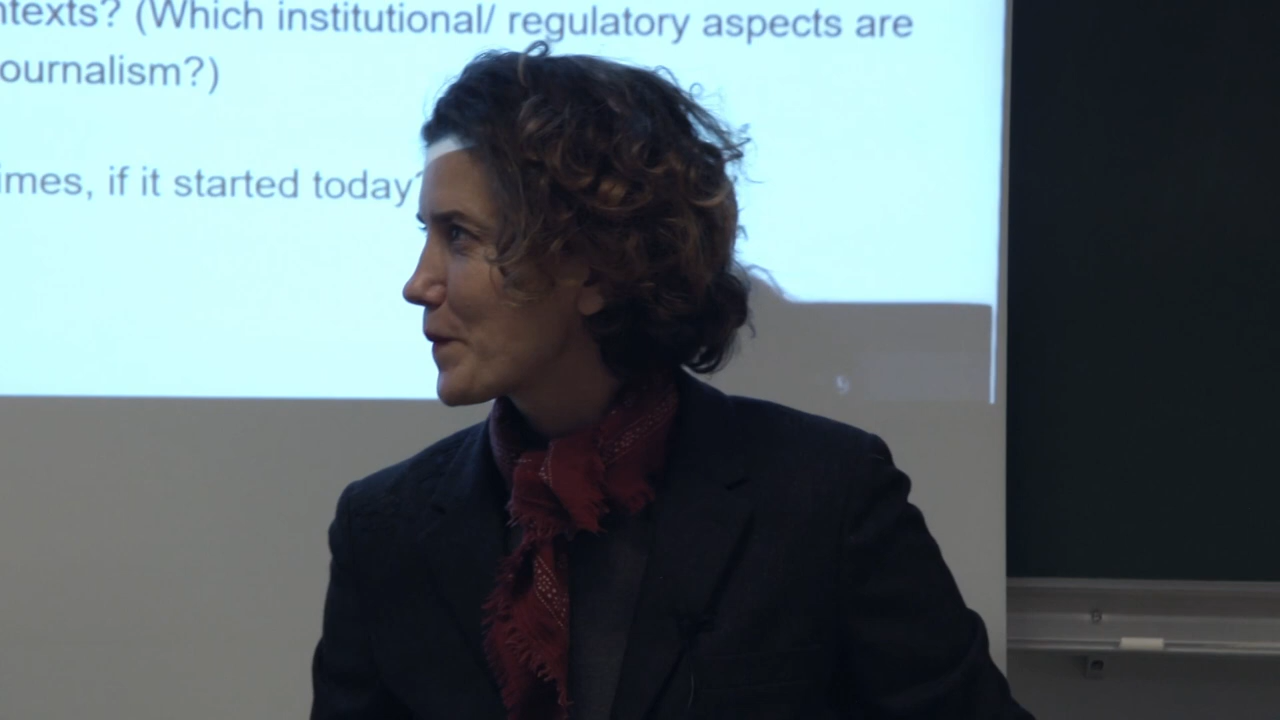 ntexts? (Which institutional/ regulatory aspects are
ournalism?)
imes, if it started today?